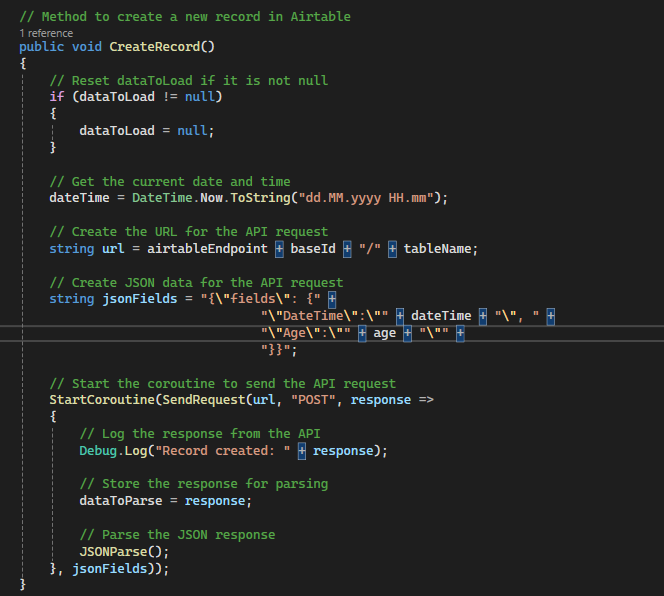 // Method to create a new record in Airtable
1 reference
public void CreateRecord()
{
// Reset dataToLoad if it is not null
if (dataToLoad != null)
{
dataToLoad = null;
}
// Get the current date and time
dateTime = DateTime.Now.ToString("dd.MM.yyyy HH.mm");
// Create the URL for the API request
string url = airtableEndpoint + baseId + "/" + tableName;
// Create JSON data for the API request
string jsonFields = "{\"fields\": {" +
"\"DateTime\":\"" + dateTime + "\", " +
"\"Age\":\"" + age + "\"" +
"}}";
// Start the coroutine to send the API request
StartCoroutine(SendRequest(url, "POST", response =>
{
// Log the response from the API
Debug.Log("Record created: " + response);
// Store the response for parsing
dataToParse = response;
// Parse the JSON response
JSONParse();
}, jsonFields));
}